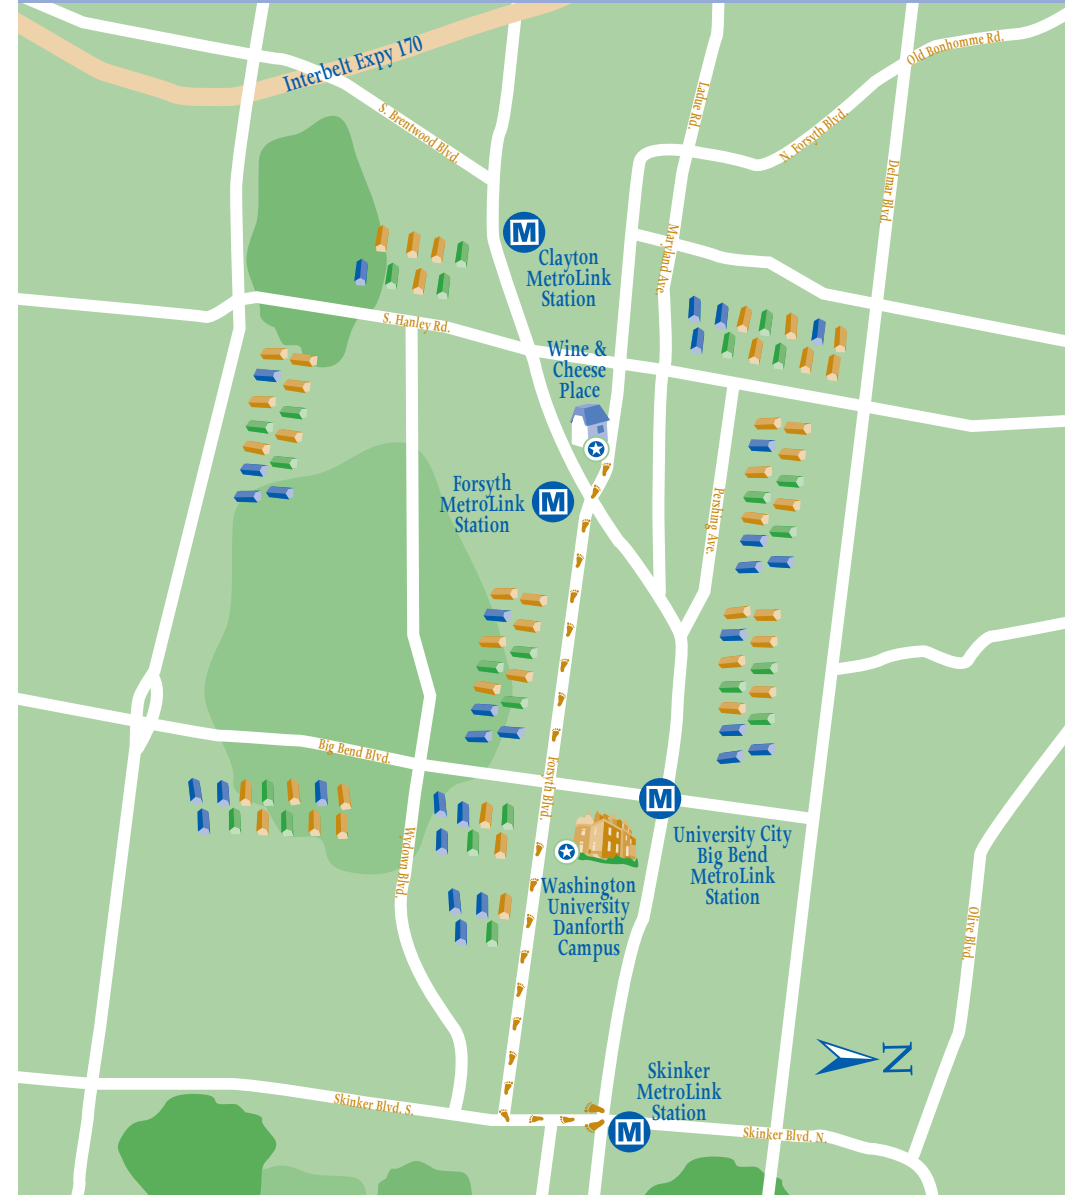 Interbelt Expy 170
Old Bonhomme Rd.
S. Brentwood Blvd.
Ladue Rd.
N. Forsyth Blvd.
Delmar Blvd.
M
Clayton
MetroLink
Station
Maryland Ave.
S. Hanley Rd.
Wine &
Cheese
Place
Forsyth
MetroLink
Station
M
Pershing Ave.
Big Bend Blvd.
Forsyth Blvd.
M
University City
Big Bend
MetroLink
Station
Wydown Blvd.
Washington
University
Danforth
Campus
Olive Blvd.
N
Skinker
MetroLink
Station
M
Skinker Blvd. S.
Skinker Blvd. N.